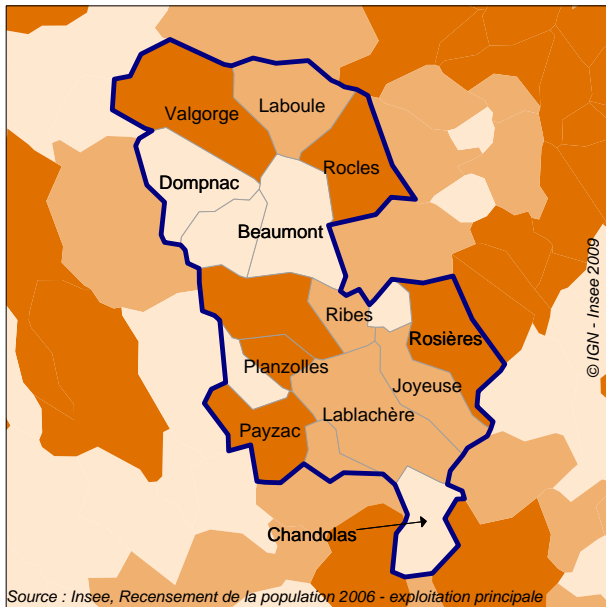 Laboule
Valgorge
Rocles
Dompnac
Beaumont
© IGN - Insee 2009
Ribes
Rosières
Planzolles
Joyeuse
Lablachère
Payzac
Chandolas
Source : Insee, Recensement de la population 2006 - exploitation principale